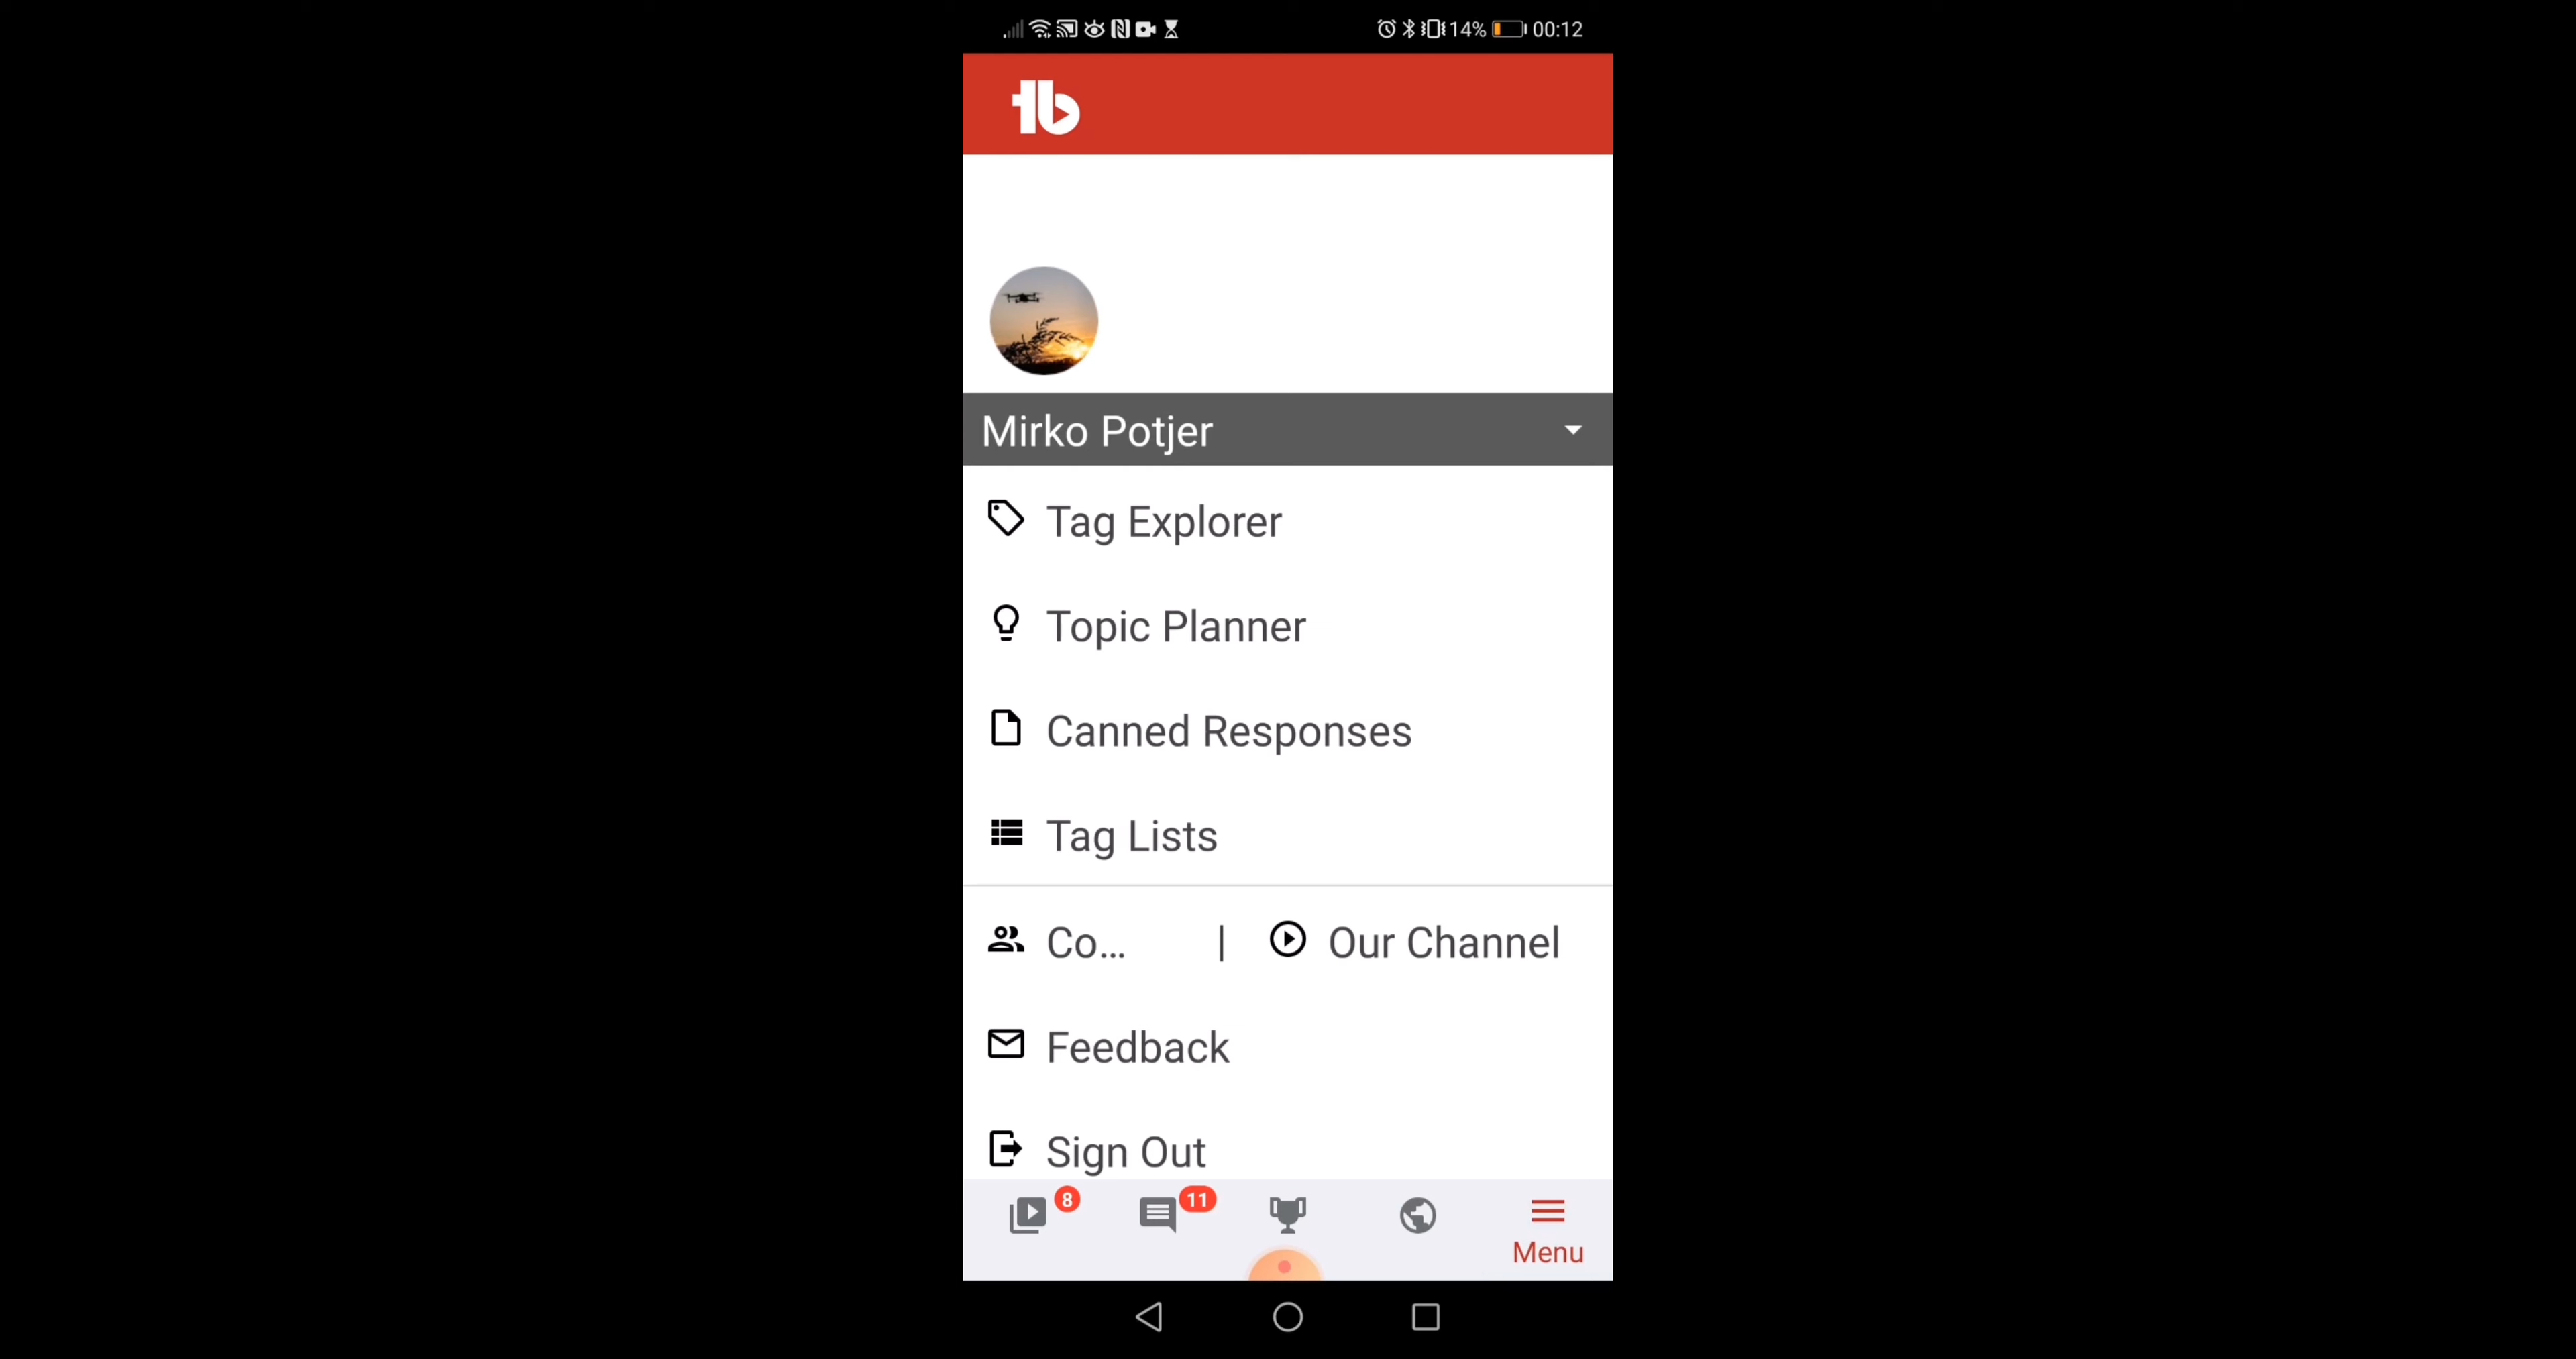 14% 00:12
tb
Mirko Potjer
Tag Explorer
Topic Planner
Canned Responses
Tag Lists
Co... | Our Channel
Feedback
Sign Out
8 11
Menu